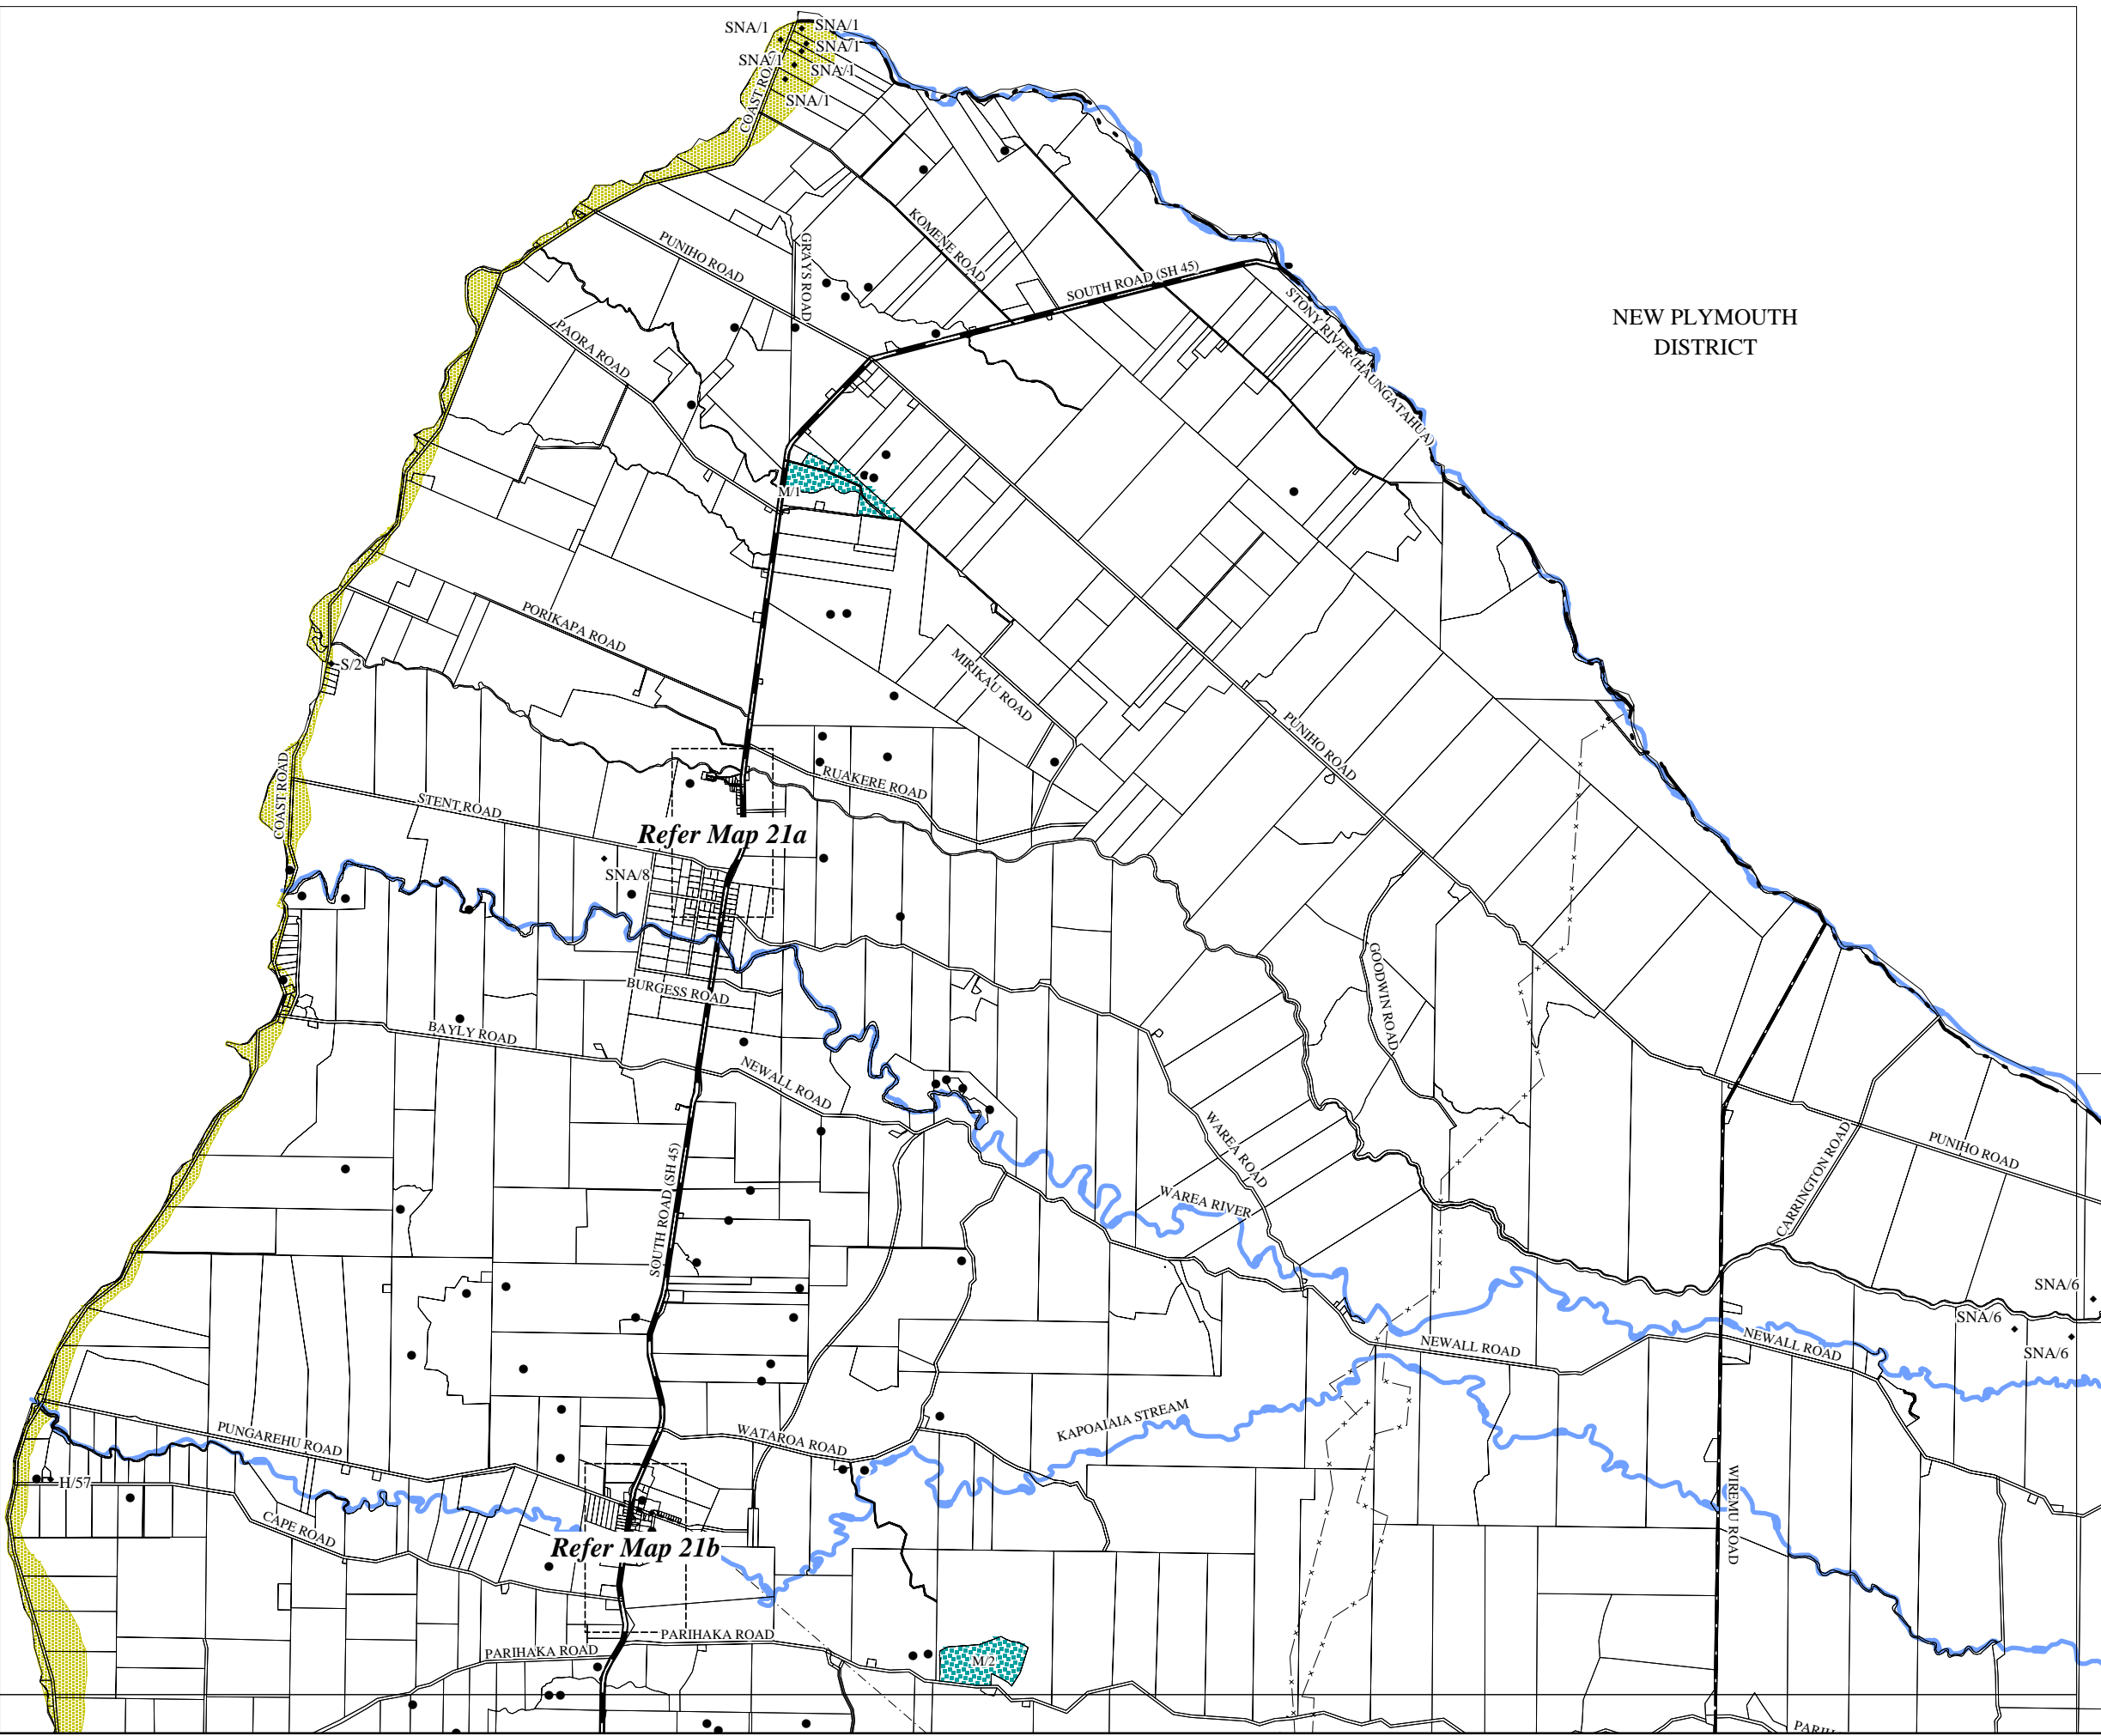 SNA/1
SNA/1
SNA/1
SNA/1
SNA/1
SNA/1
COAST ROAD
KOMENE ROAD
PUNIHO ROAD
GRAYS ROAD
SOUTH ROAD (SH 45)
STONY RIVER (HAUNGATAHUA)
NEW PLYMOUTH
DISTRICT
PAORA ROAD
M/1
PORIKAPA ROAD
S/2
MIRIKAU ROAD
PUNIHO ROAD
COAST ROAD
STENT ROAD
RUAKERE ROAD
Refer Map 21a
SNA/8
BURGESS ROAD
BAYLY ROAD
NEWALL ROAD
GOODWIN ROAD
WAREA ROAD
WAREA RIVER
SOUTH ROAD (SH 45)
CARRINGTON ROAD
PUNIHO ROAD
SNA/6
SNA/6
SNA/6
NEWALL ROAD
NEWALL ROAD
KAPOAIAIA STREAM
WATAROA ROAD
PUNGAREHU ROAD
H/57
CAPE ROAD
WIREMU ROAD
Refer Map 21b
PARIHAKA ROAD
PARIHAKA ROAD
M/2